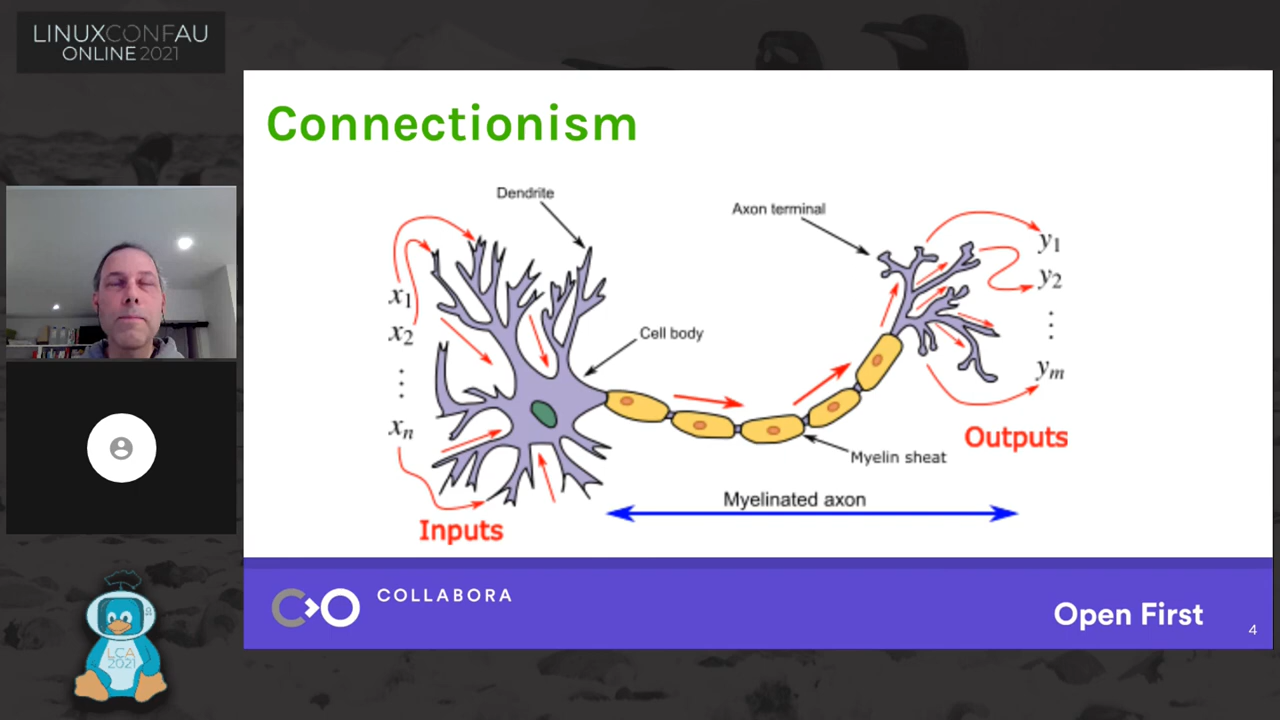 LINUXCONFAU
ONLINE 2021
Connectionism
Dendrite
Axon terminal
Cell body
x1
x2
⋮
xn
y1
y2
⋮
ym
Outputs
Myelin sheat
Myelinated axon
Inputs
COLLABORA
Open First
4
LCA
2021